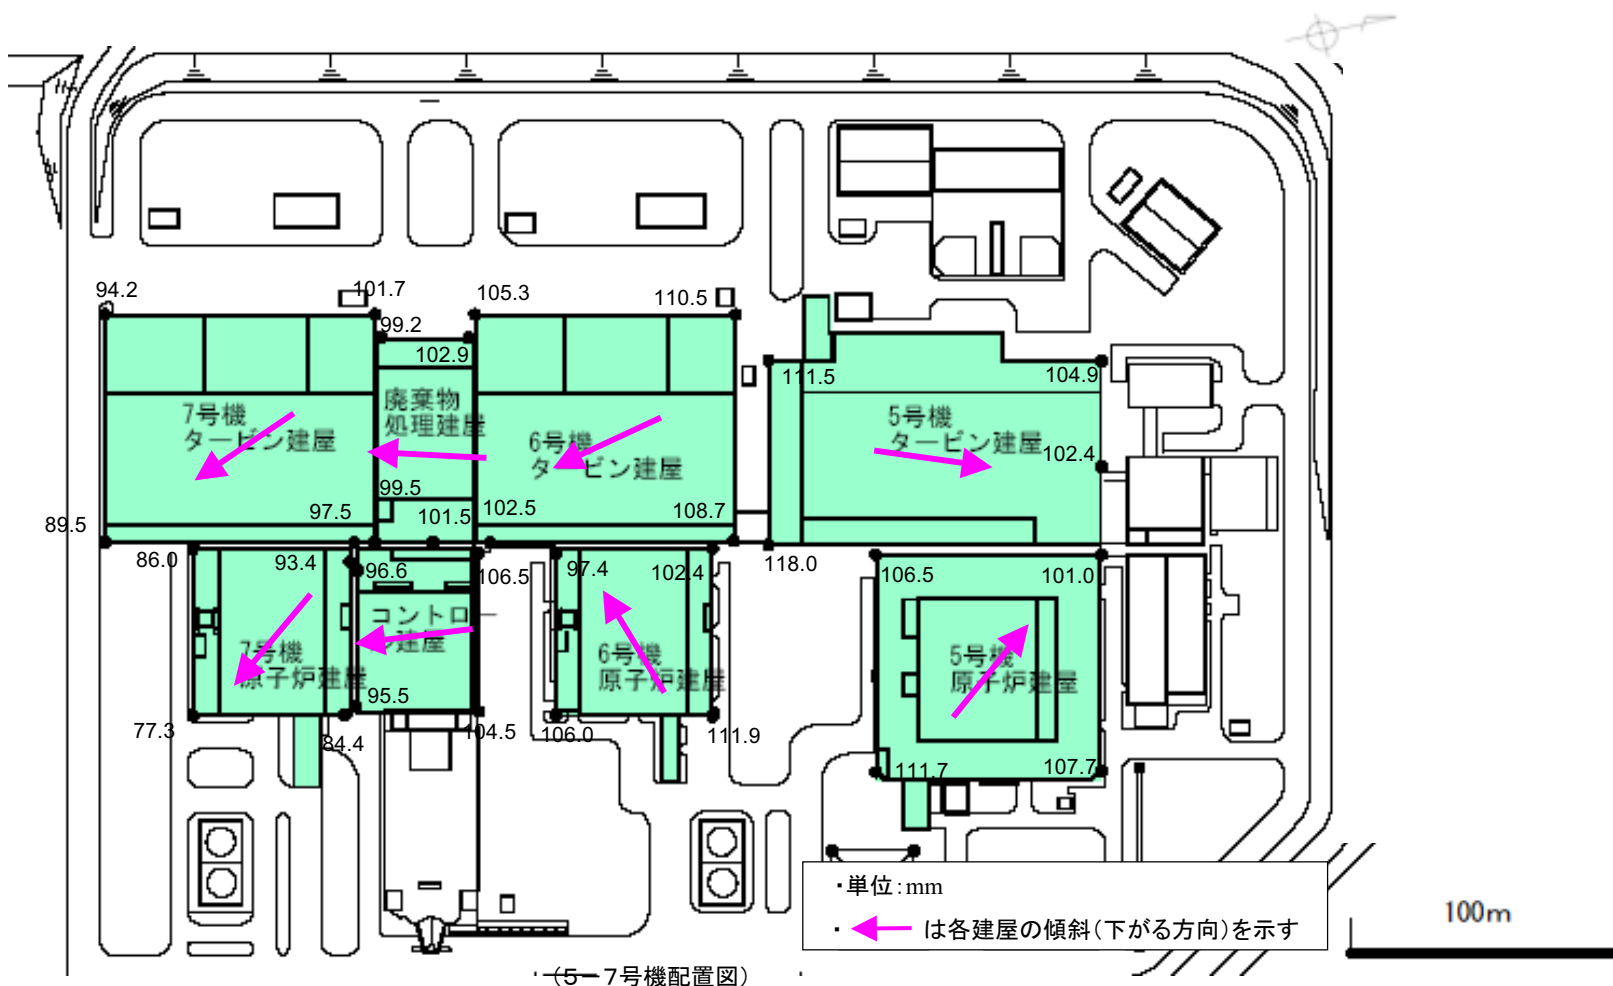 94.2
101.7
105.3
110.5
99.2
102.9
111.5
104.9
7号機
タービン建屋
廃棄物
処理建屋
6号機
タービン建屋
5号機
タービン建屋
102.4
99.5
97.5
101.5
102.5
108.7
89.5
86.0
93.4
96.6
106.5
97.4
102.4
118.0
106.5
101.0
コントロー
ル建屋
7号機
原子炉建屋
6号機
原子炉建屋
5号機
原子炉建屋
95.5
77.3
84.4
104.5
106.0
111.9
111.7
107.7
・単位：mm
・ は各建屋の傾斜（下がる方向）を示す
100m
（5－7号機配置図）